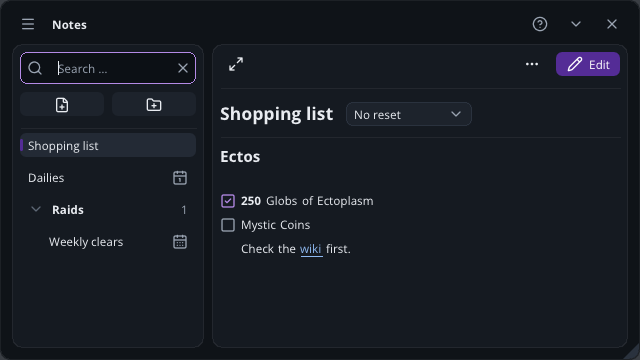 Notes
Search ...
Edit
Shopping list
No reset
Shopping list
Dailies
Raids 1
Weekly clears
Ectos
250 Globs of Ectoplasm
Mystic Coins
Check the wiki first.